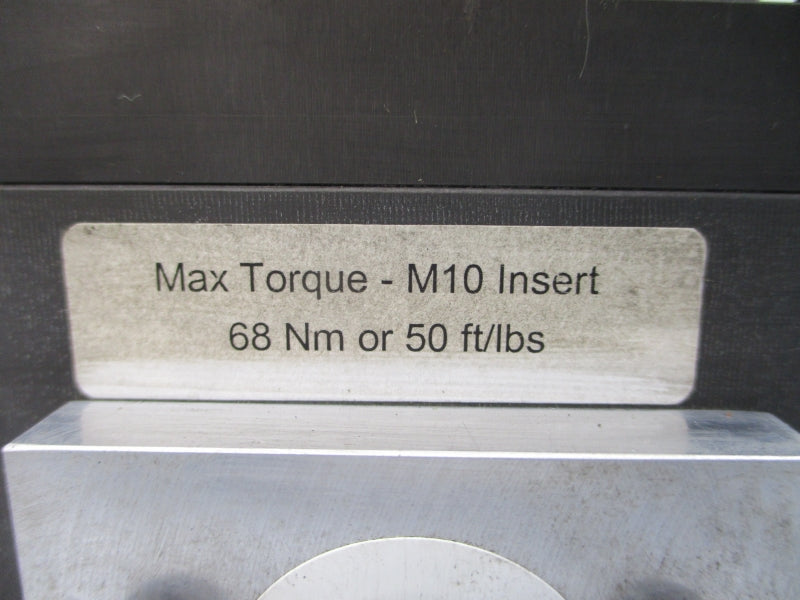 Max Torque - M10 Insert
68 Nm or 50 ft/lbs